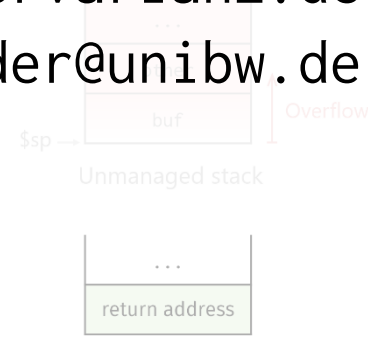 ...
der@unibw.de
buf
Overflow
$sp
Unmanaged stack
...
return address